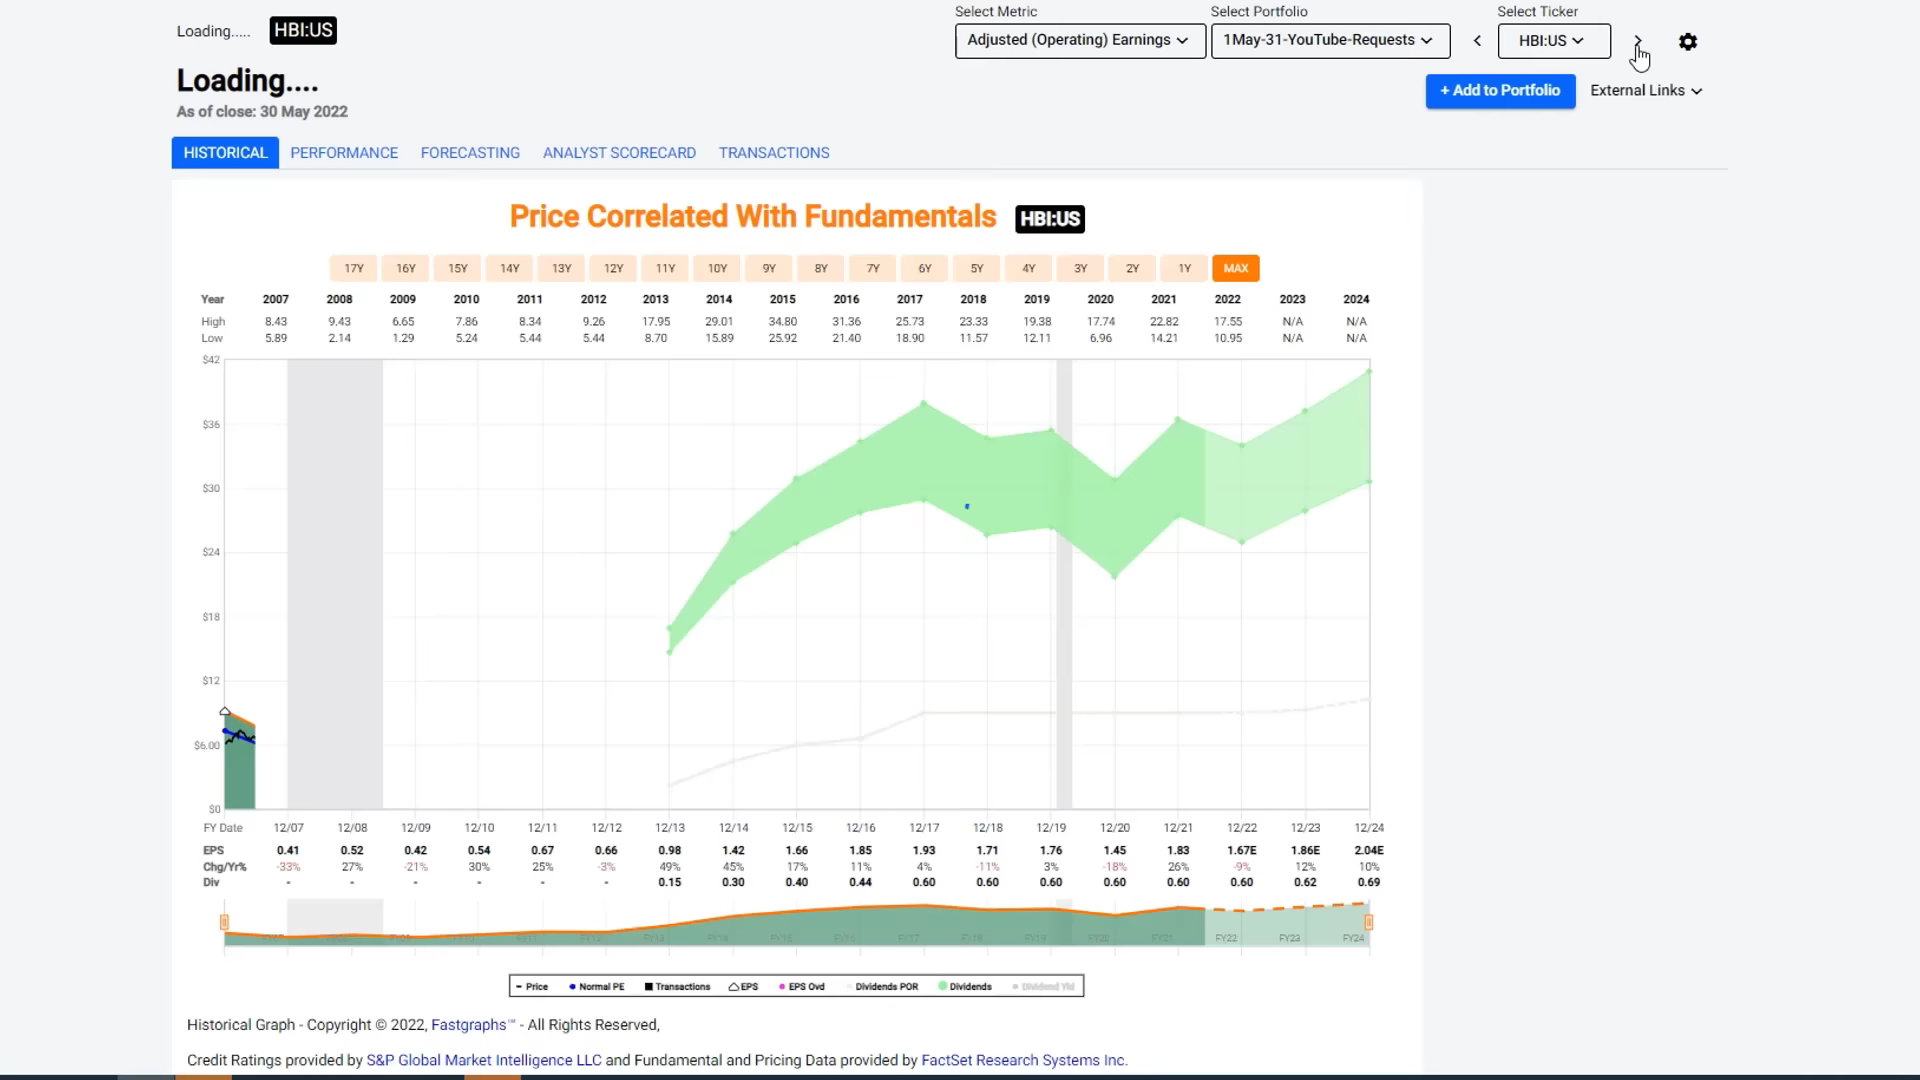 Loading..... HBI:US
Select Metric Select Portfolio Select Ticker
Adjusted (Operating) Earnings 1May-31-YouTube-Requests HBI:US
Loading....
As of close: 30 May 2022
+ Add to Portfolio External Links
HISTORICAL PERFORMANCE FORECASTING ANALYST SCORECARD TRANSACTIONS
Price Correlated With Fundamentals HBI:US
17Y 16Y 15Y 14Y 13Y 12Y 11Y 10Y 9Y 8Y 7Y 6Y 5Y 4Y 3Y 2Y 1Y MAX
Year 2007 2008 2009 2010 2011 2012 2013 2014 2015 2016 2017 2018 2019 2020 2021 2022 2023 2024
High 8.43 9.43 6.65 7.86 8.34 9.26 17.95 29.01 34.80 31.36 25.73 23.33 19.38 17.74 22.82 17.55 N/A N/A
Low 5.89 2.14 1.29 5.24 5.44 5.44 8.70 15.89 25.92 21.40 18.90 11.57 12.11 6.96 14.21 10.95 N/A N/A
$42
$36
$30
$24
$18
$12
$6.00
$0
FY Date 12/07 12/08 12/09 12/10 12/11 12/12 12/13 12/14 12/15 12/16 12/17 12/18 12/19 12/20 12/21 12/22 12/23 12/24
EPS 0.41 0.52 0.42 0.54 0.67 0.66 0.98 1.42 1.66 1.85 1.93 1.71 1.76 1.45 1.83 1.67E 1.86E 2.04E
Chg/Yr% -33% 27% -21% 30% 25% -3% 49% 45% 17% 11% 4% -11% 3% -18% 26% -9% 12% 10%
Div - - - - - - 0.15 0.30 0.40 0.44 0.60 0.60 0.60 0.60 0.60 0.60 0.62 0.69
FY13 FY14 FY15 FY16 FY17 FY18 FY19 FY20 FY21 FY22 FY23 FY24
Price Normal PE Transactions EPS EPS Ovd Dividends POR Dividends Dividend Yld
Historical Graph - Copyright © 2022, Fastgraphs™ - All Rights Reserved,
Credit Ratings provided by S&P Global Market Intelligence LLC and Fundamental and Pricing Data provided by FactSet Research Systems Inc.